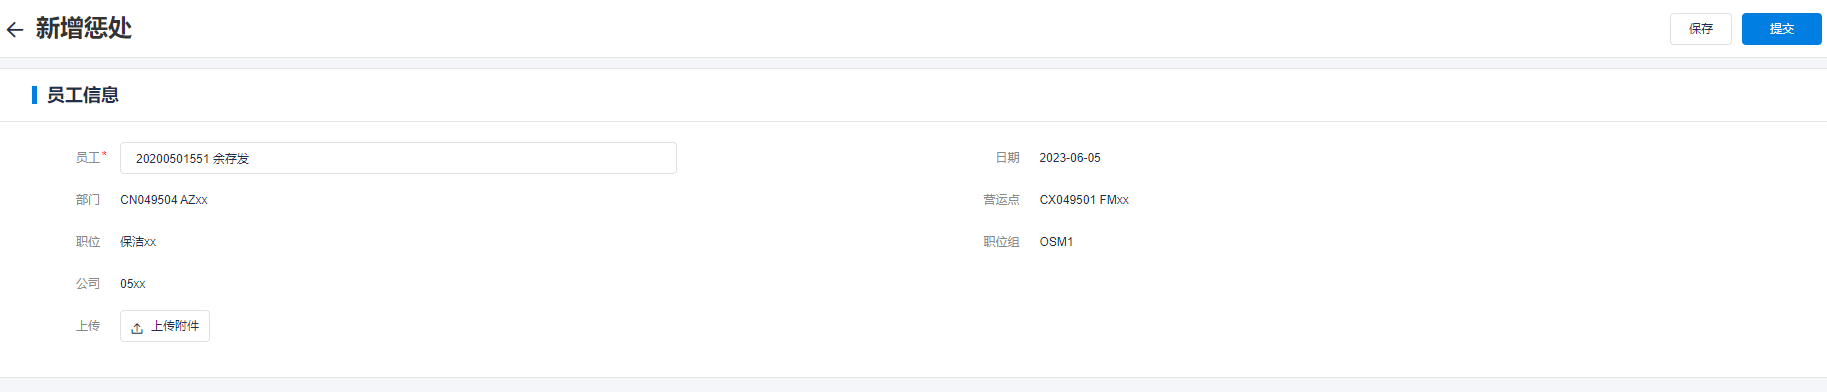 新增惩处
保存
提交
员工信息
员工* 20200501551 余存发
日期 2023-06-05
部门 CN049504 AZxx
营运点 CX049501 FMxx
职位 保洁xx
职位组 OSM1
公司 05xx
上传 上传附件